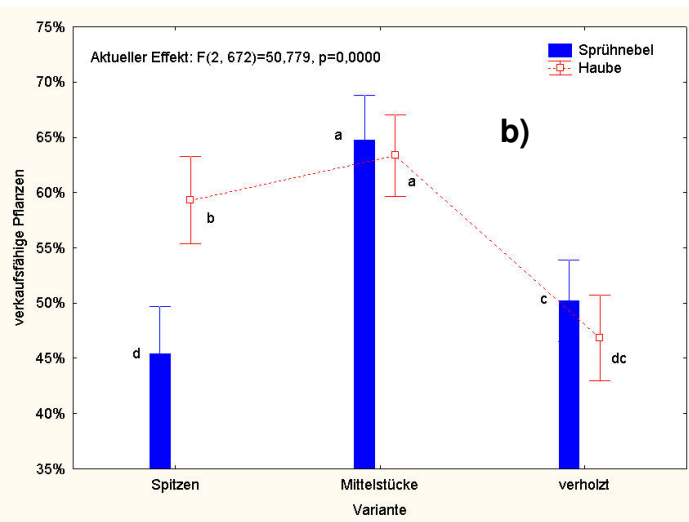 75%
Aktueller Effekt: F(2, 672)=50,779, p=0,0000
Sprühnebel
Haube
70%
65%
60%
55%
50%
45%
40%
35%
b)
a
a
b
c
d
dc
verkaufsfähige Pflanzen
Spitzen
Mittelstücke
verholzt
Variante